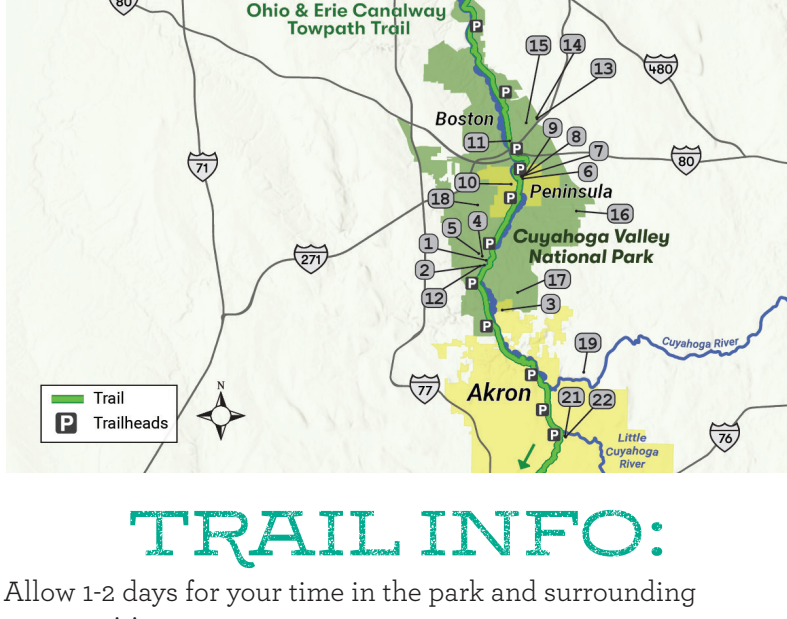 80
Ohio & Erie Canalway
Towpath Trail
P
15
14
13
480
P
Boston
9
8
11
P
7
80
71
P
6
10
Peninsula
18
P
16
4
5
1
P
Cuyahoga Valley
National Park
271
2
17
12
P
3
P
Cuyahoga River
19
P
77
Akron
21
22
P
P
76
Little
Cuyahoga
River
N
Trail
P Trailheads
TRAIL INFO:
Allow 1-2 days for your time in the park and surrounding